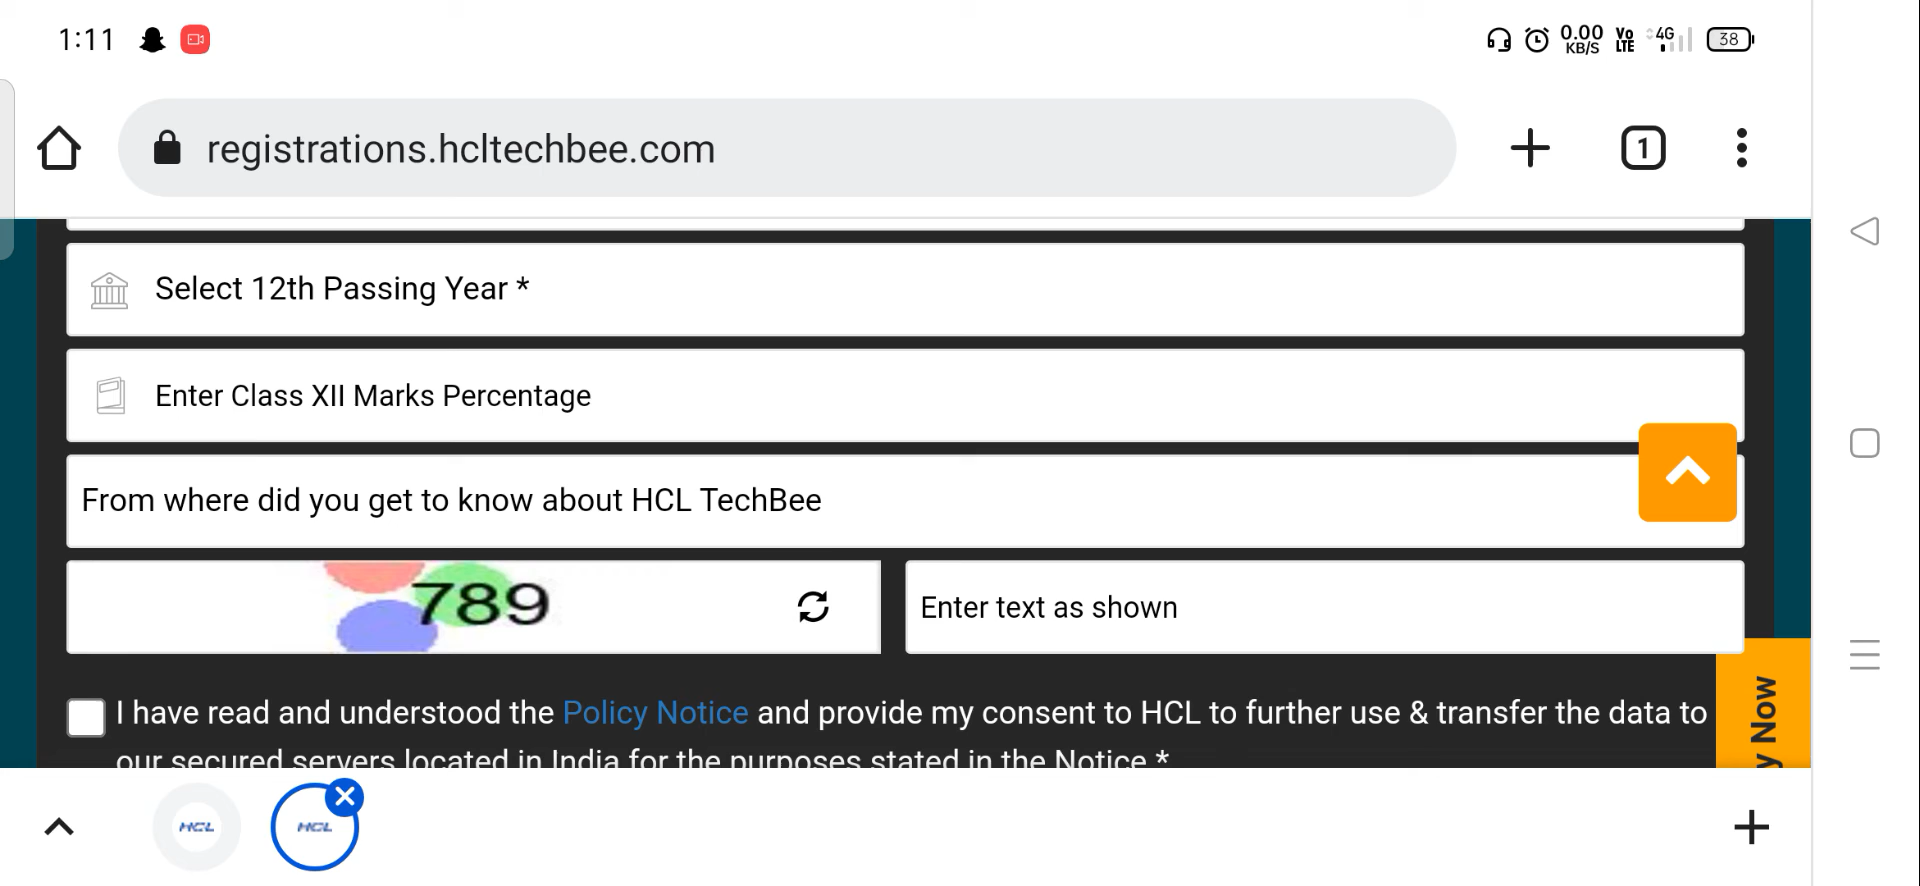 1:11 0.00 KB/S Vo LTE 4G 38
registrations.hcltechbee.com 1
Select 12th Passing Year *
Enter Class XII Marks Percentage
From where did you get to know about HCL TechBee
789 Enter text as shown
I have read and understood the Policy Notice and provide my consent to HCL to further use & transfer the data to
our secured servers located in India for the purposes stated in the Notice *
y Now
HCL HCL